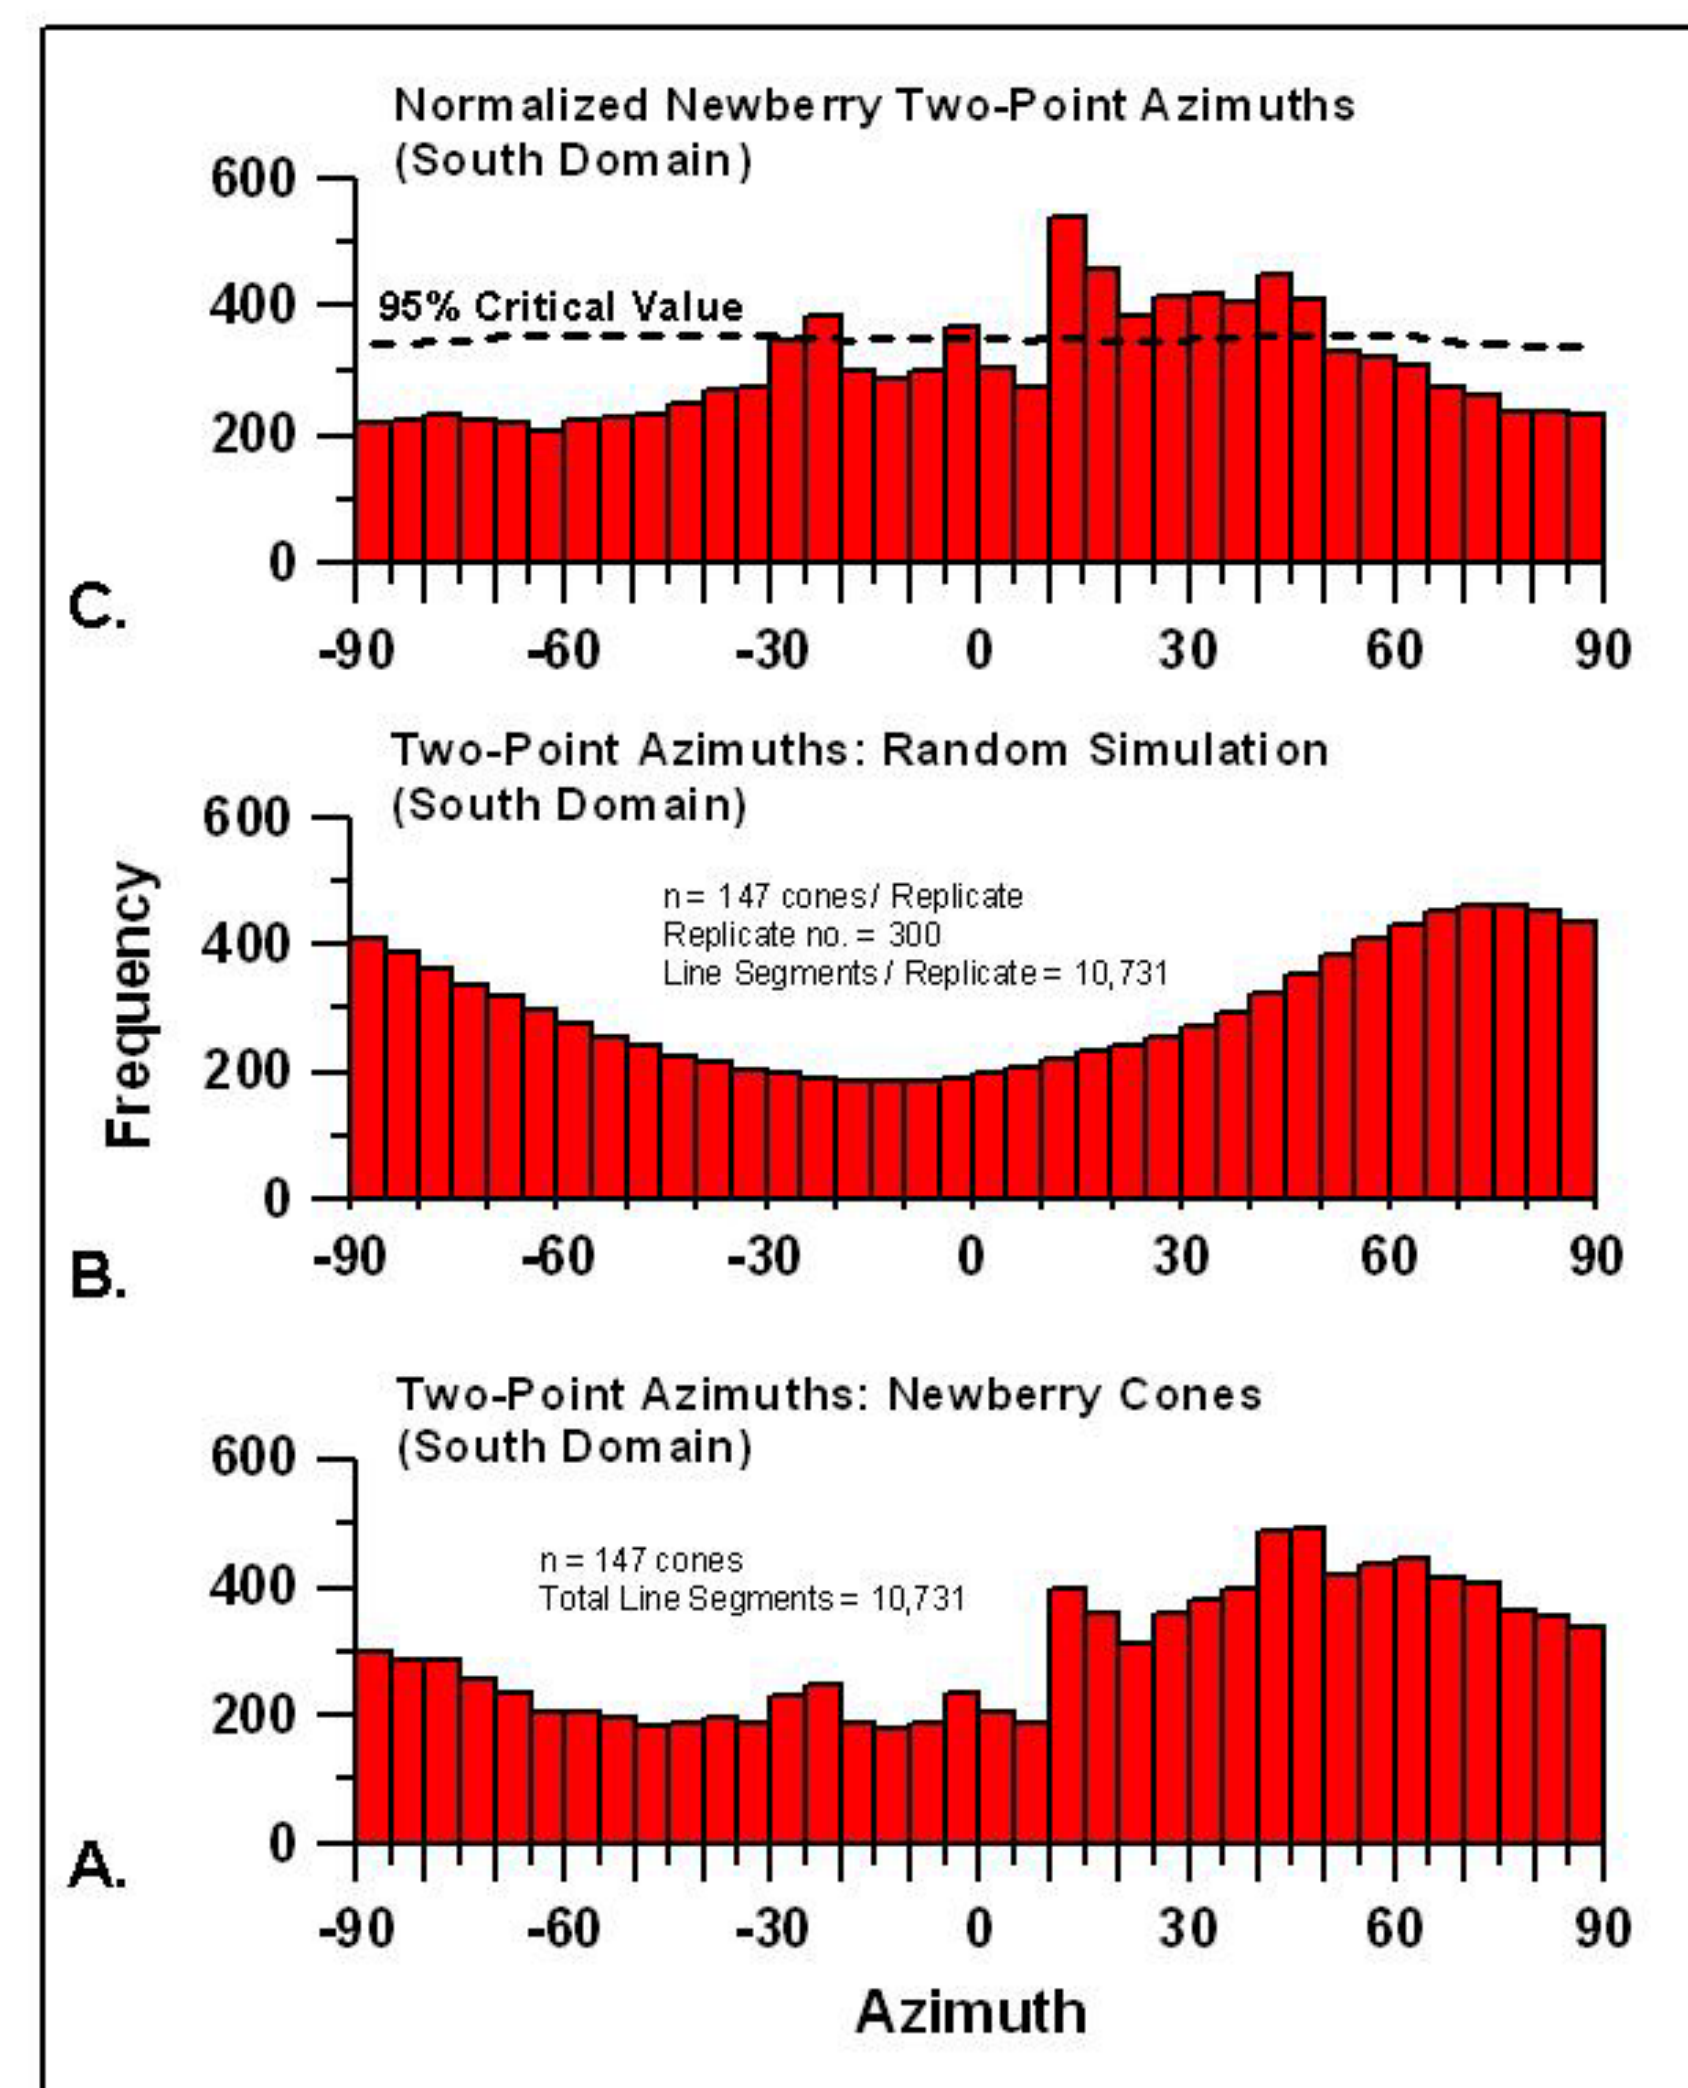 Normalized Newberry Two-Point Azimuths
(South Domain)
600
400
200
0
95% Critical Value
C.
-90 -60 -30 0 30 60 90
Two-Point Azimuths: Random Simulation
(South Domain)
600
400
200
0
n = 147 cones / Replicate
Replicate no. = 300
Line Segments / Replicate = 10,731
Frequency
B.
-90 -60 -30 0 30 60 90
Two-Point Azimuths: Newberry Cones
(South Domain)
600
400
200
0
n = 147 cones
Total Line Segments = 10,731
A.
-90 -60 -30 0 30 60 90
Azimuth